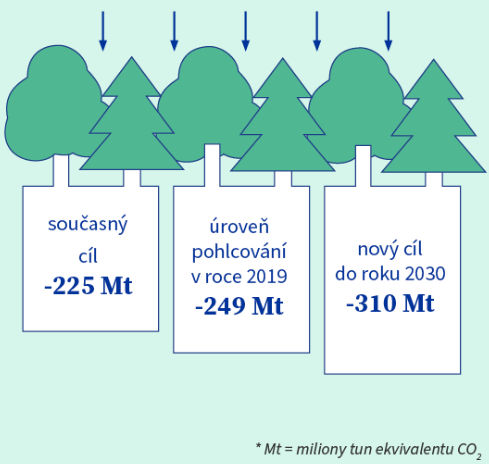 současný
cíl
-225 Mt
úroveň
pohlcování
v roce 2019
-249 Mt
nový cíl
do roku 2030
-310 Mt
* Mt = miliony tun ekvivalentu CO₂